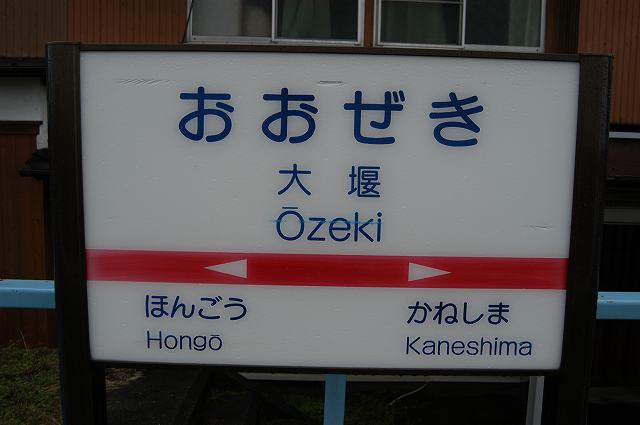 おおぜき
大堰
Ōzeki
ほんごう かねしま
Hongō Kaneshima